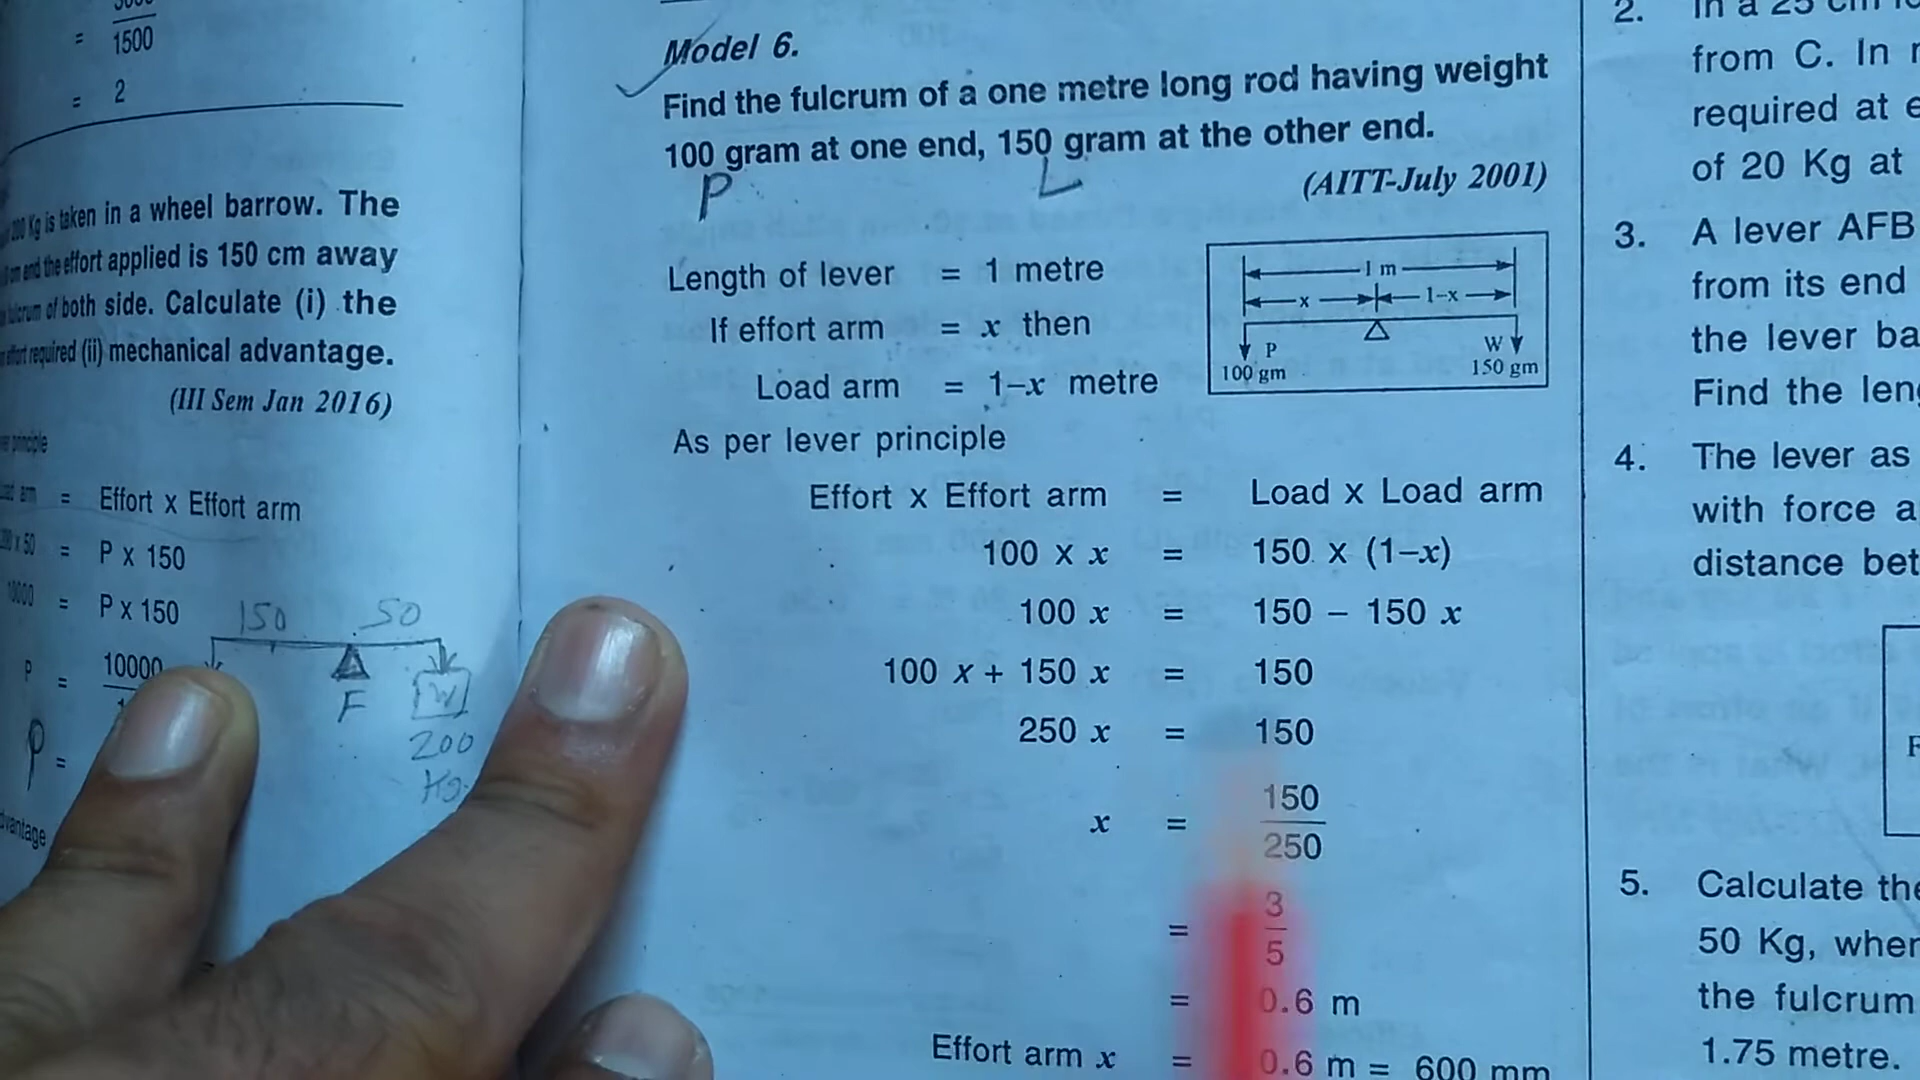 = 1500
= 2
is taken in a wheel barrow. The
and the effort applied is 150 cm away
of both side. Calculate (i) the
required (ii) mechanical advantage.
(III Sem Jan 2016)
= Effort x Effort arm
= P x 150
= P x 150
P = 10000
P =
150 50
F
W
200
Kg
Model 6.
Find the fulcrum of a one metre long rod having weight
100 gram at one end, 150 gram at the other end.
P L
(AITT-July 2001)
Length of lever = 1 metre
If effort arm = x then
Load arm = 1–x metre
1 m
x 1–x
P W
100 gm 150 gm
As per lever principle
Effort x Effort arm = Load x Load arm
100 x x = 150 x (1–x)
100 x = 150 – 150 x
100 x + 150 x = 150
250 x = 150
x = 150
250
= 3
5
= 0.6 m
Effort arm x = 0.6 m = 600 mm
2. In a 25 cm
from C. In
required at
of 20 Kg at
3. A lever AFB
from its end
the lever
Find the
4. The lever as
with force
distance
5. Calculate
50 Kg,
the fulcrum
1.75 metre.